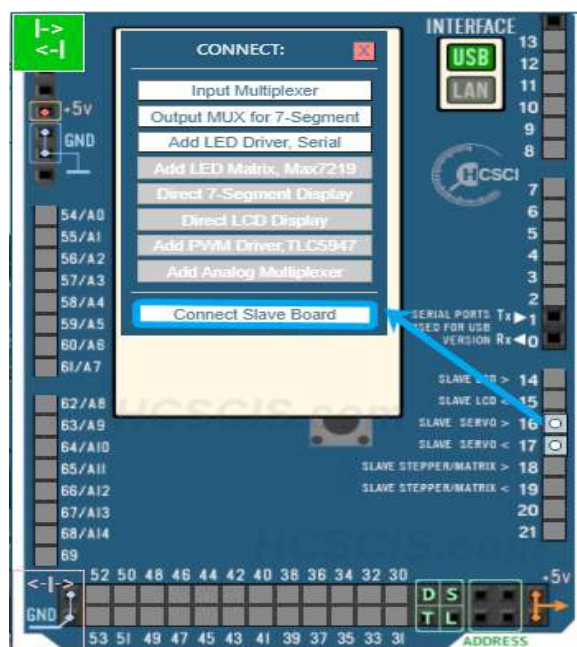 |->
<-|
+5v
GND
54/A0
55/A1
56/A2
57/A3
58/A4
59/A5
60/A6
61/A7
62/A8
63/A9
64/A10
65/A11
66/A12
67/A13
68/A14
69
CONNECT:
X
Input Multiplexer
Output MUX for 7-Segment
Add LED Driver, Serial
Add LED Matrix, Max7219
Direct 7-Segment Display
Direct LCD Display
Add PWM Driver,TLC5947
Add Analog Multiplexer
Connect Slave Board
INTERFACE
USB
LAN
13
12
11
10
9
8
HCSCI
7
6
5
4
3
2
SERIAL PORTS Tx ▶1
USED FOR USB
VERSION Rx ◀0
SLAVE LCD > 14
SLAVE LCD < 15
SLAVE SERVO > 16
SLAVE SERVO < 17
SLAVE STEPPER/MATRIX > 18
SLAVE STEPPER/MATRIX < 19
20
21
HCSCIS.com
HCSCIS.com
<-|->
GND
52 50 48 46 44 42 40 38 36 34 32 30
53 51 49 47 45 43 41 39 37 35 33 31
D S
T L
ADDRESS
+5v